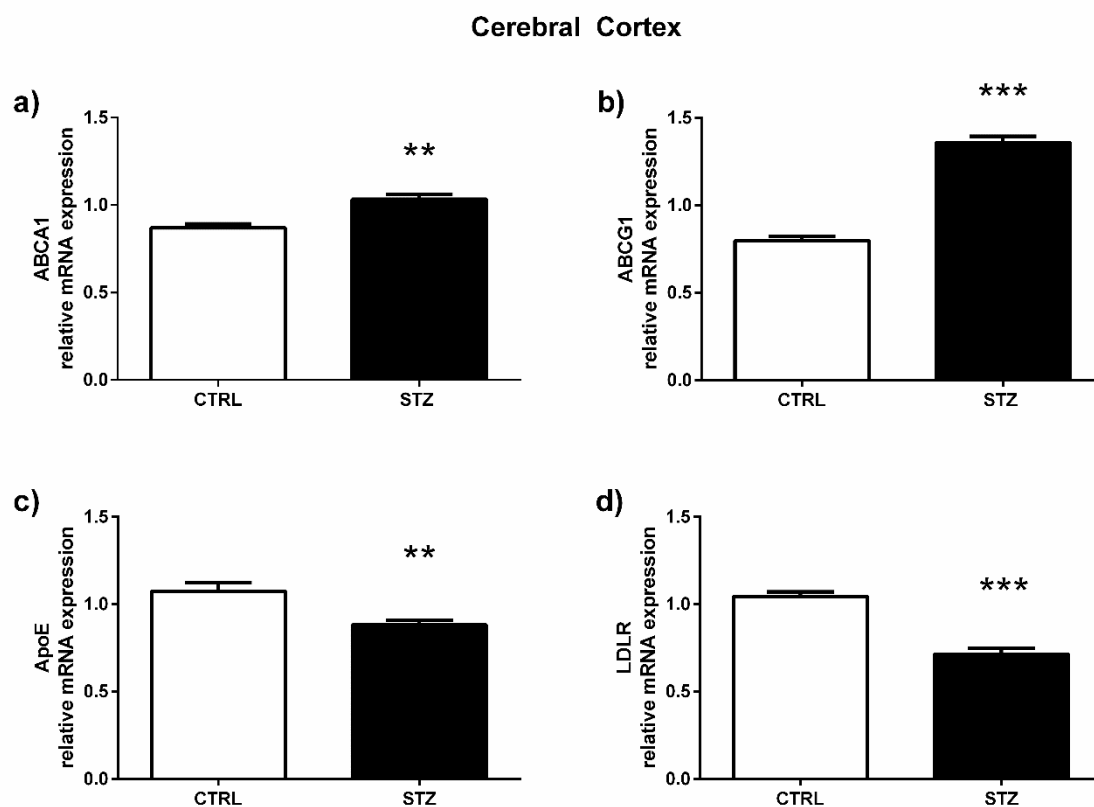 Cerebral Cortex
a)
ABCA1
relative mRNA expression
1.5
1.0
0.5
0.0
**
CTRL
STZ
b)
ABCG1
relative mRNA expression
1.5
1.0
0.5
0.0
***
CTRL
STZ
c)
ApoE
relative mRNA expression
1.5
1.0
0.5
0.0
**
CTRL
STZ
d)
LDLR
relative mRNA expression
1.5
1.0
0.5
0.0
***
CTRL
STZ